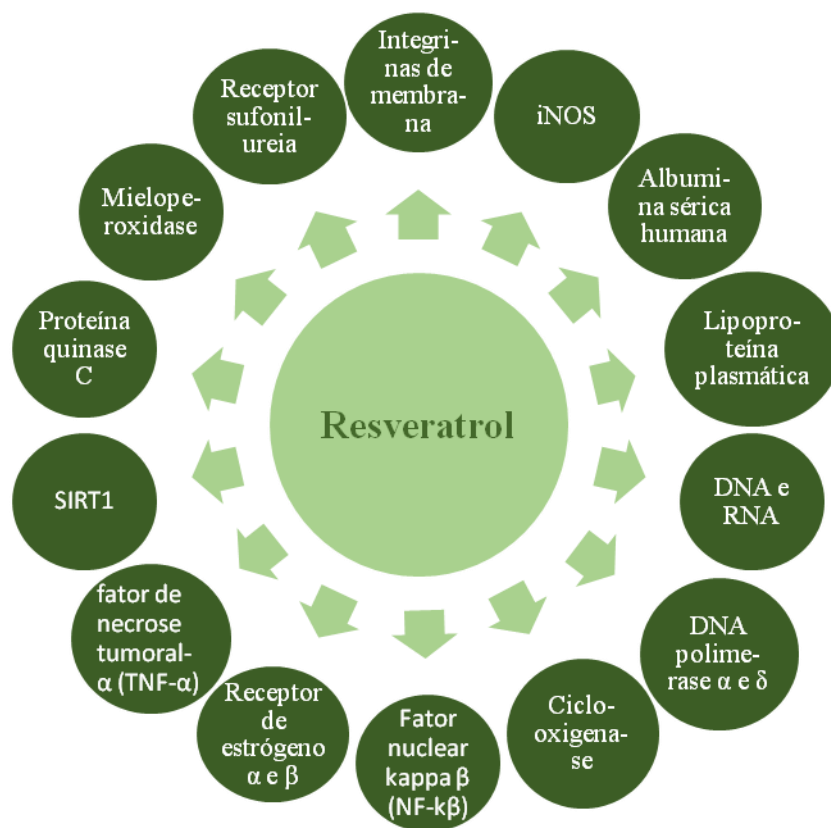 Integri-
nas de
membra-
na
iNOS
Albumi-
na sérica
humana
Lipopro-
teína
plasmática
DNA e
RNA
DNA
polime-
rase α e δ
Ciclo-
oxigena-
se
Fator
nuclear
kappa β
(NF-kβ)
Receptor
de
estrógeno
α e β
fator de
necrose
tumoral-
α (TNF-α)
SIRT1
Proteína
quinase
C
Mielope-
roxidase
Receptor
sufonil-
ureia
Resveratrol